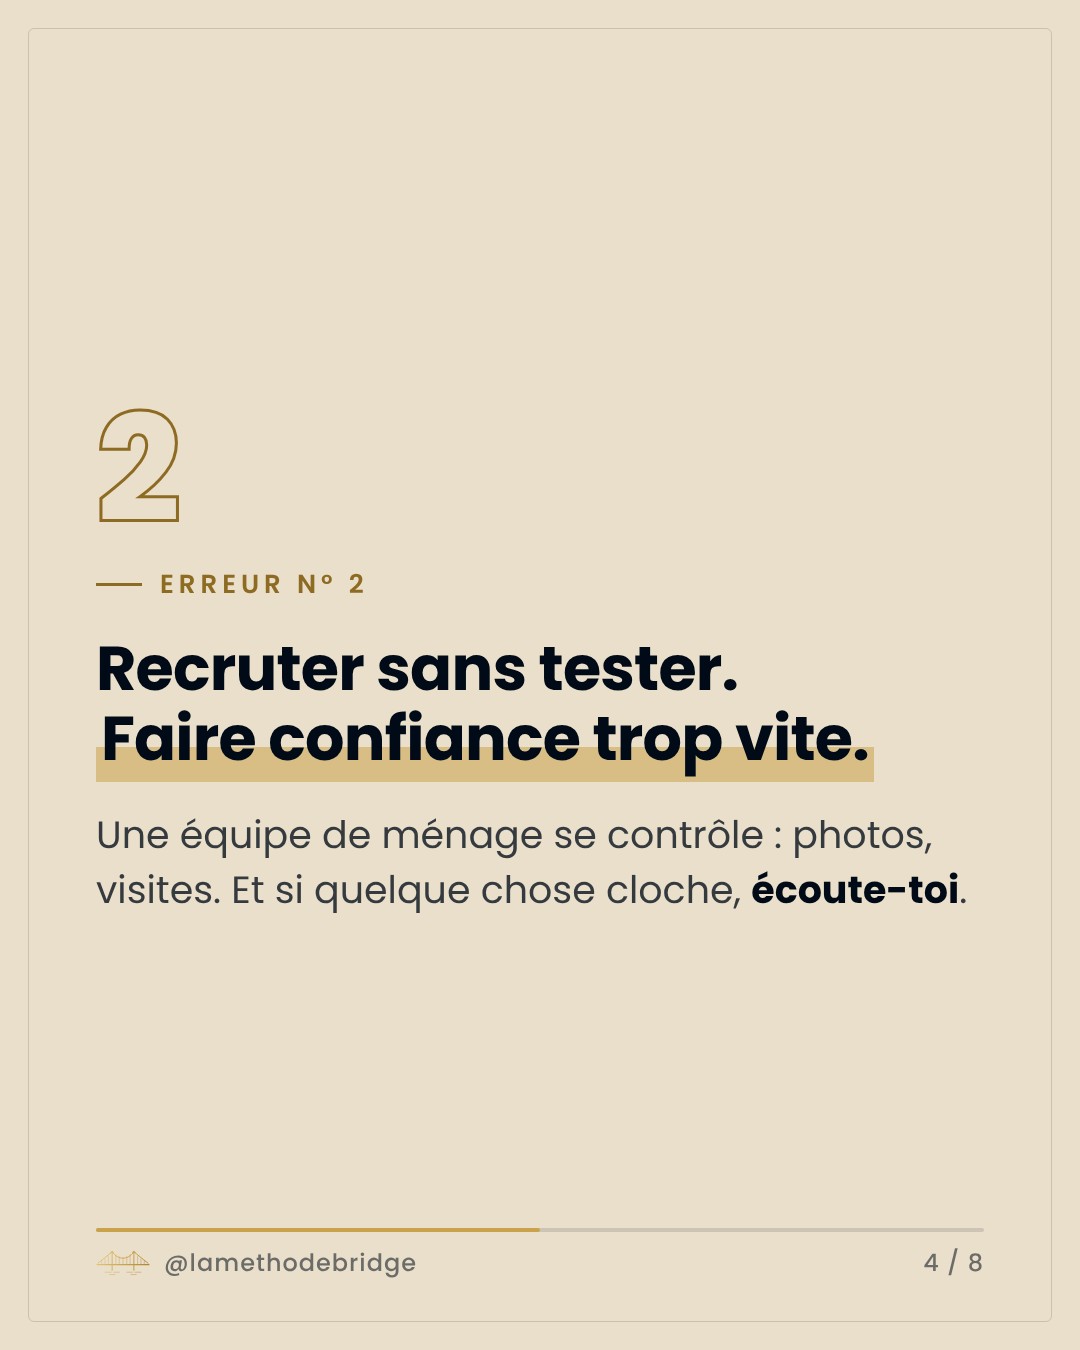 2
ERREUR Nº 2
Recruter sans tester.
Faire confiance trop vite.
Une équipe de ménage se contrôle : photos,
visites. Et si quelque chose cloche, écoute-toi.
@lamethodebridge
4 / 8